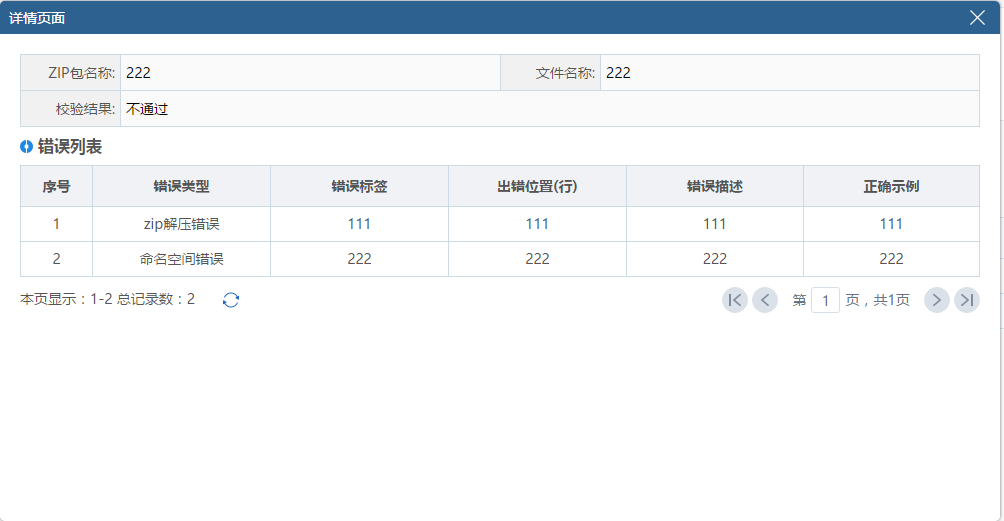 详情页面
ZIP包名称: 222 文件名称: 222
校验结果: 不通过
错误列表
序号 错误类型 错误标签 出错位置(行) 错误描述 正确示例
1 zip解压错误 111 111 111 111
2 命名空间错误 222 222 222 222
本页显示：1-2 总记录数：2 第 1 页，共1页